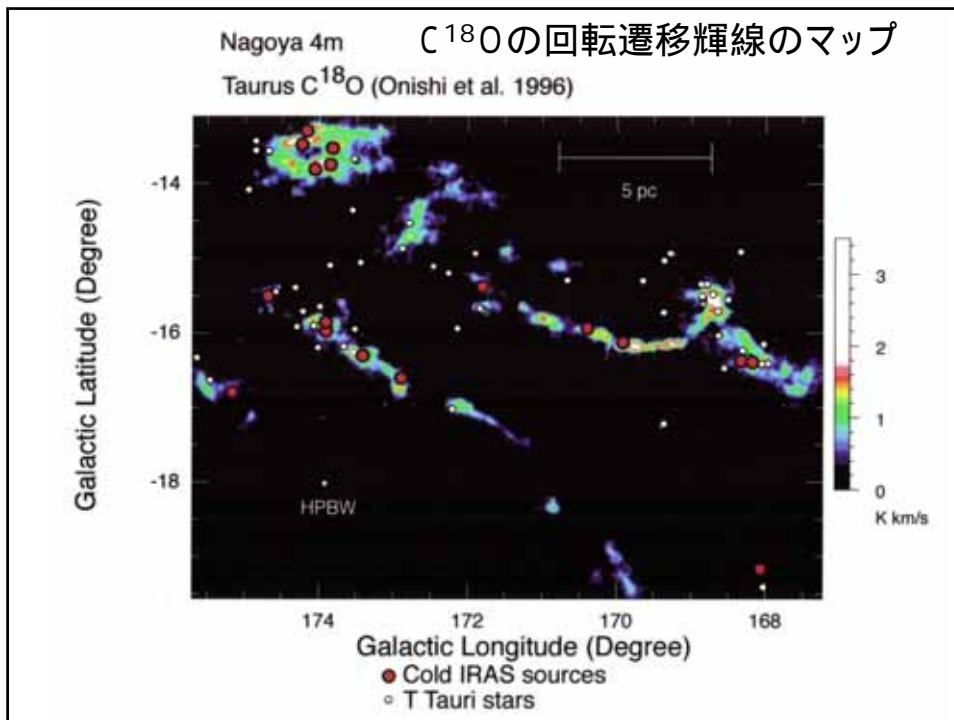 Nagoya 4m
C¹⁸Oの回転遷移輝線のマップ
Taurus C¹⁸O (Onishi et al. 1996)
Galactic Latitude (Degree)
-14
-16
-18
5 pc
HPBW
3
2
1
0
K km/s
174
172
170
168
Galactic Longitude (Degree)
Cold IRAS sources
T Tauri stars